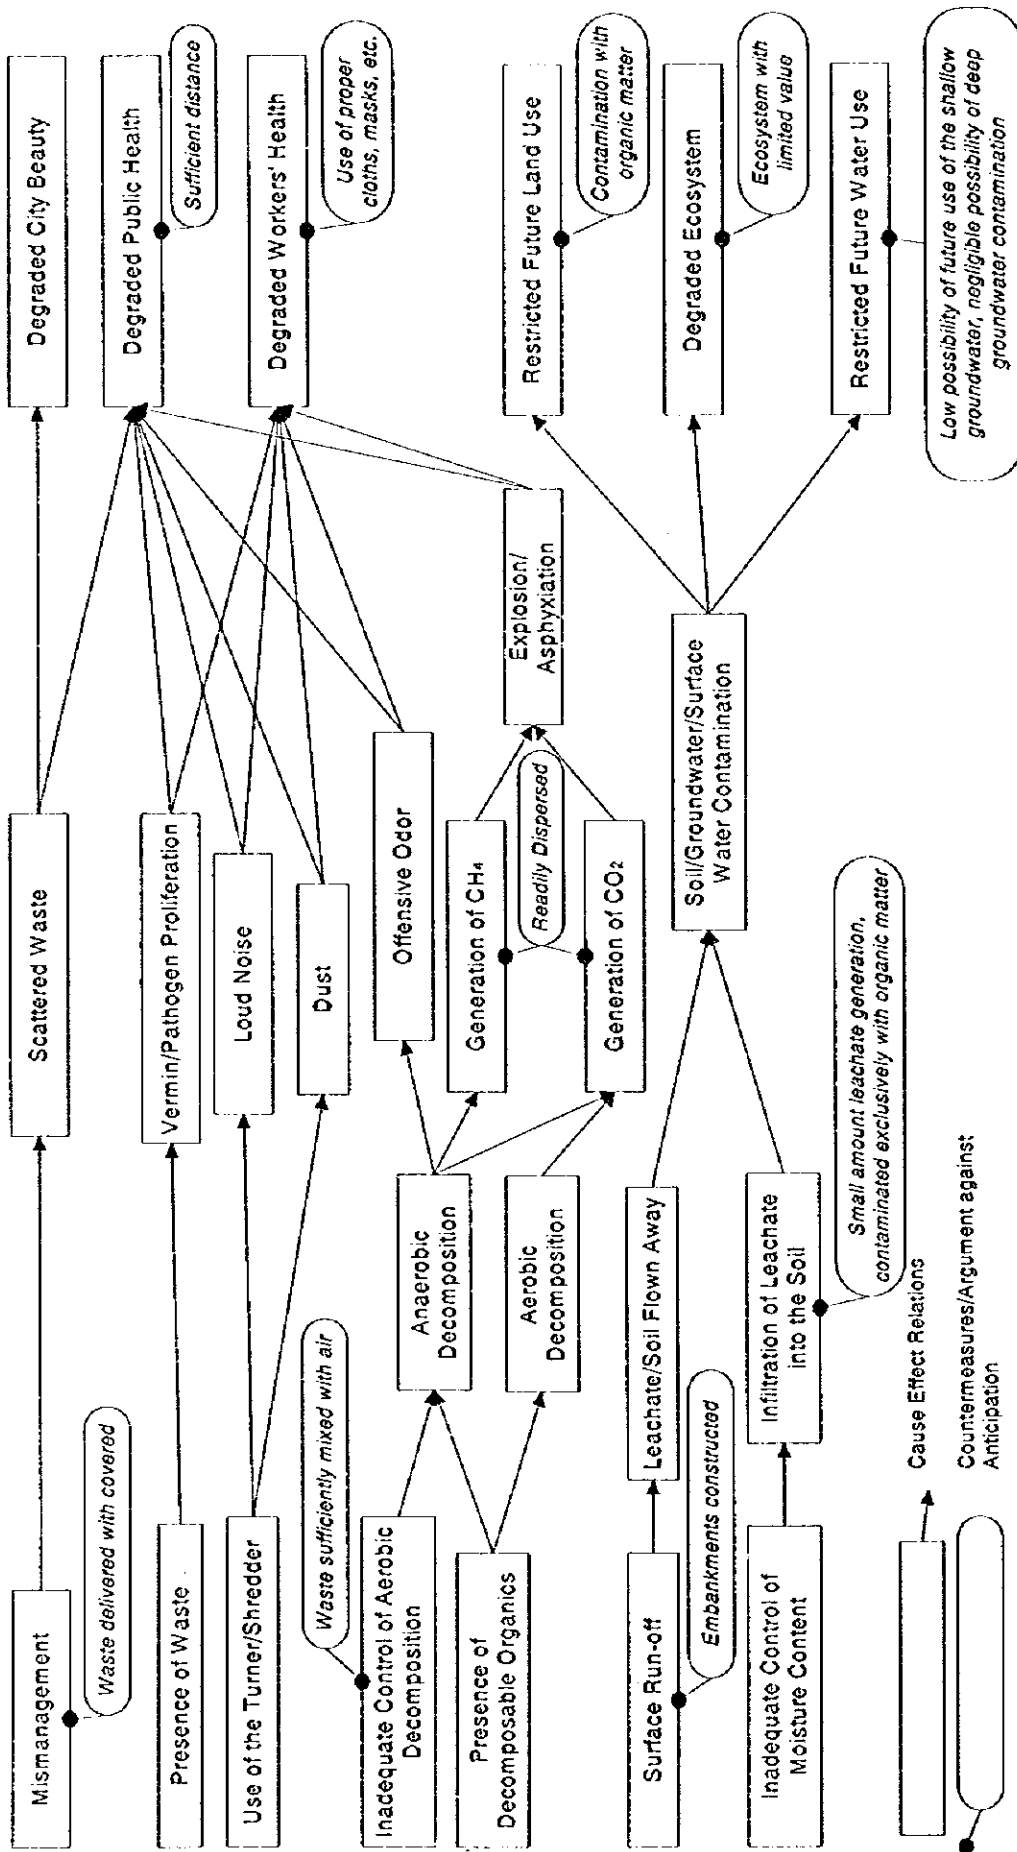 Mismanagement
Waste delivered with covered
Presence of Waste
Use of the Turner/Shredder
Waste sufficiently mixed with air
Inadequate Control of Aerobic
Decomposition
Presence of
Decomposable Organics
Surface Run-off
Embankments constructed
Inadequate Control of
Moisture Content
Scattered Waste
Vermin/Pathogen Proliferation
Loud Noise
Dust
Anaerobic
Decomposition
Aerobic
Decomposition
Leachate/Soil Flown Away
Infiltration of Leachate
into the Soil
Small amount leachate generation,
contaminated exclusively with organic matter
Offensive Odor
Generation of CH4
Readily Dispersed
Generation of CO2
Explosion/
Asphyxiation
Soil/Groundwater/Surface
Water Contamination
Degraded City Beauty
Degraded Public Health
Sufficient distance
Degraded Workers' Health
Use of proper
cloths, masks, etc.
Restricted Future Land Use
Contamination with
organic matter
Degraded Ecosystem
Ecosystem with
limited value
Restricted Future Water Use
Low possibility of future use of the shallow
groundwater, negligible possibility of deep
groundwater contamination
Cause Effect Relations
Countermeasures/Argument against
Anticipation